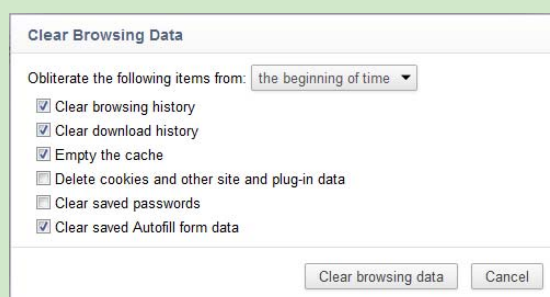 Clear Browsing Data
Obliterate the following items from: the beginning of time
Clear browsing history
Clear download history
Empty the cache
Delete cookies and other site and plug-in data
Clear saved passwords
Clear saved Autofill form data
Clear browsing data Cancel